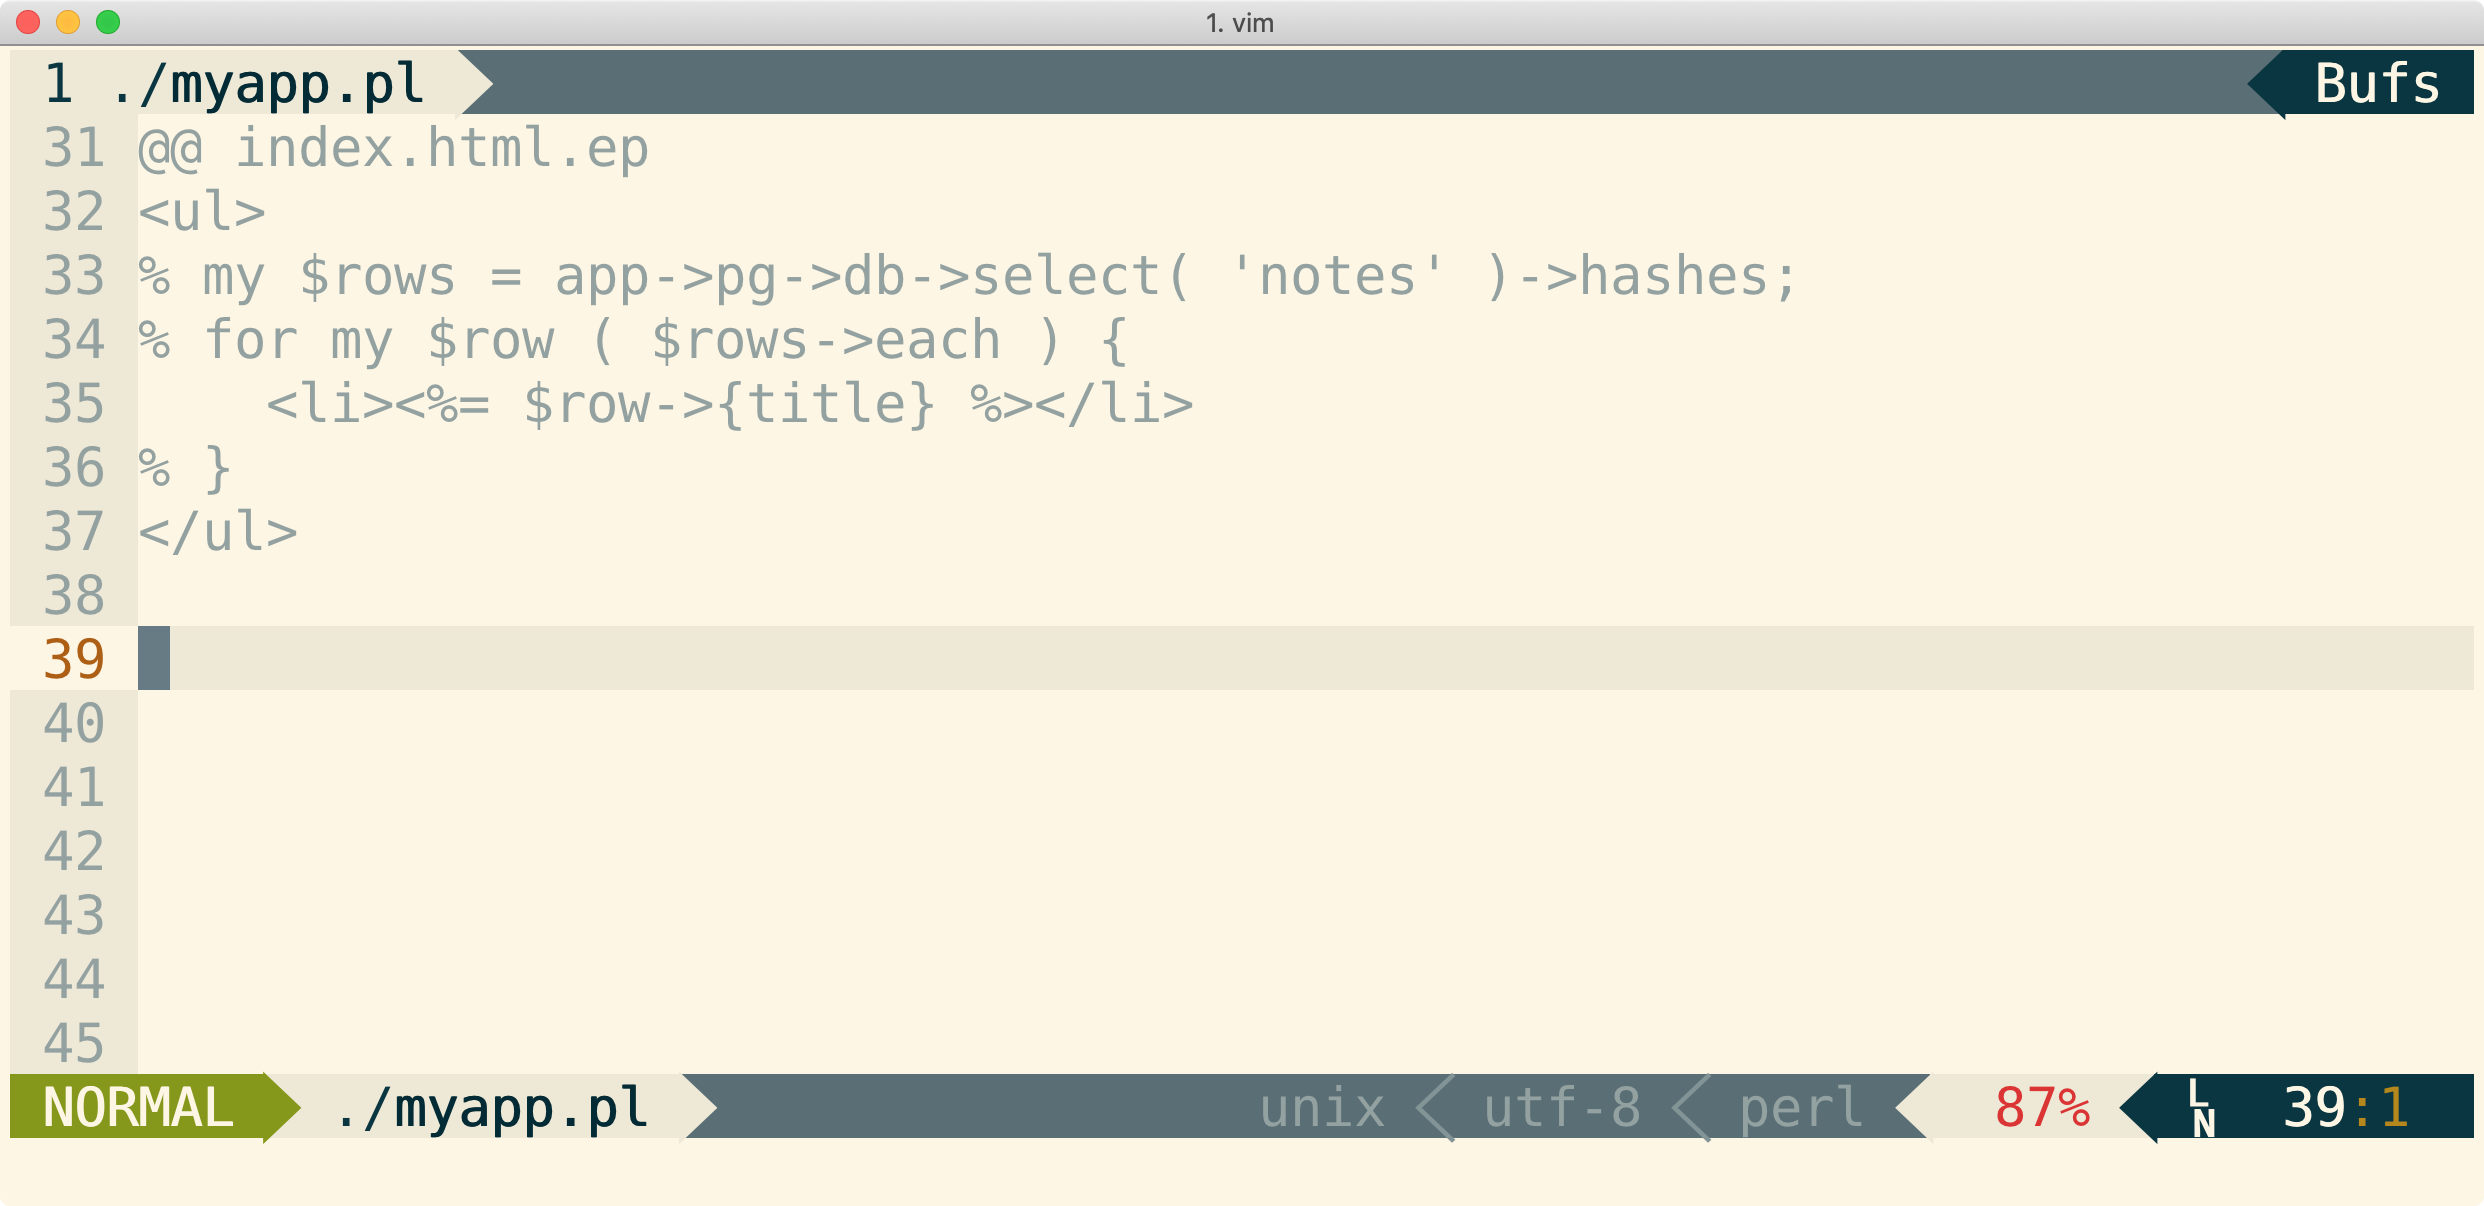 1. vim
1 ./myapp.pl Bufs
31 @@ index.html.ep
32 <ul>
33 % my $rows = app->pg->db->select( 'notes' )->hashes;
34 % for my $row ( $rows->each ) {
35     <li><%= $row->{title} %></li>
36 % }
37 </ul>
38
39
40
41
42
43
44
45
NORMAL ./myapp.pl unix utf-8 perl 87% LN 39:1